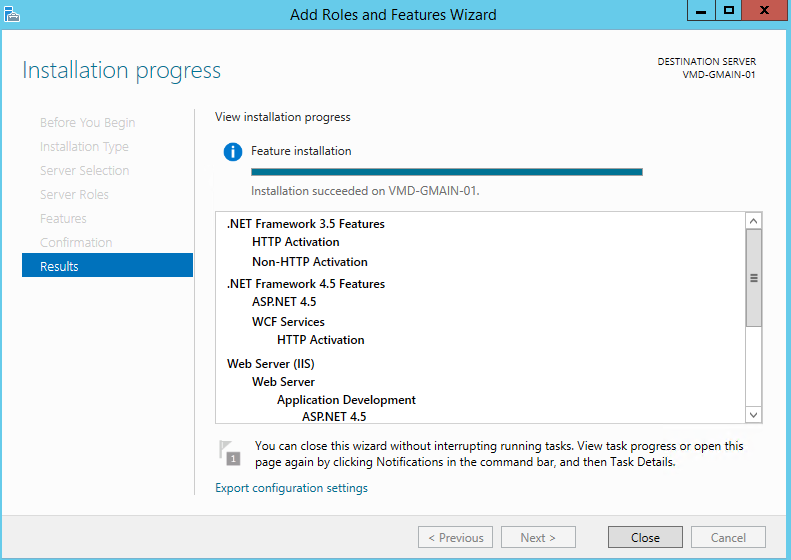 Add Roles and Features Wizard
Installation progress
DESTINATION SERVER
VMD-GMAIN-01
Before You Begin
Installation Type
Server Selection
Server Roles
Features
Confirmation
Results
View installation progress
Feature installation
Installation succeeded on VMD-GMAIN-01.
.NET Framework 3.5 Features
HTTP Activation
Non-HTTP Activation
.NET Framework 4.5 Features
ASP.NET 4.5
WCF Services
HTTP Activation
Web Server (IIS)
Web Server
Application Development
ASP.NET 4.5
1
You can close this wizard without interrupting running tasks. View task progress or open this
page again by clicking Notifications in the command bar, and then Task Details.
Export configuration settings
< Previous
Next >
Close
Cancel